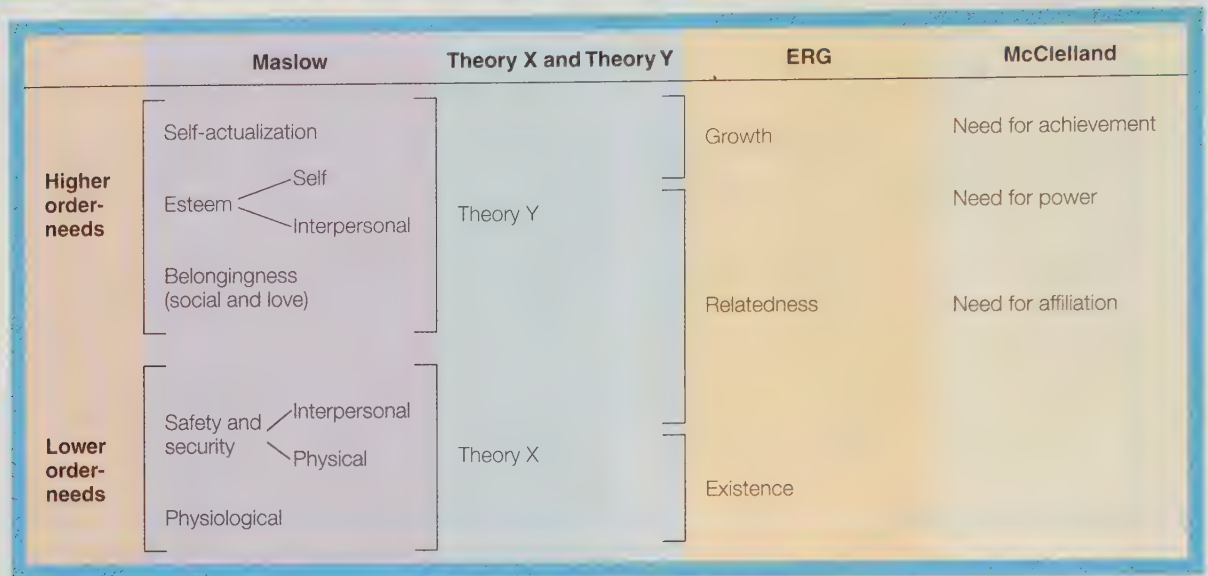 Maslow
Theory X and Theory Y
ERG
McClelland
Higher
order-
needs
Self-actualization
Esteem
Self
Interpersonal
Belongingness
(social and love)
Theory Y
Growth
Relatedness
Need for achievement
Need for power
Need for affiliation
Lower
order-
needs
Safety and
security
Interpersonal
Physical
Physiological
Theory X
Existence